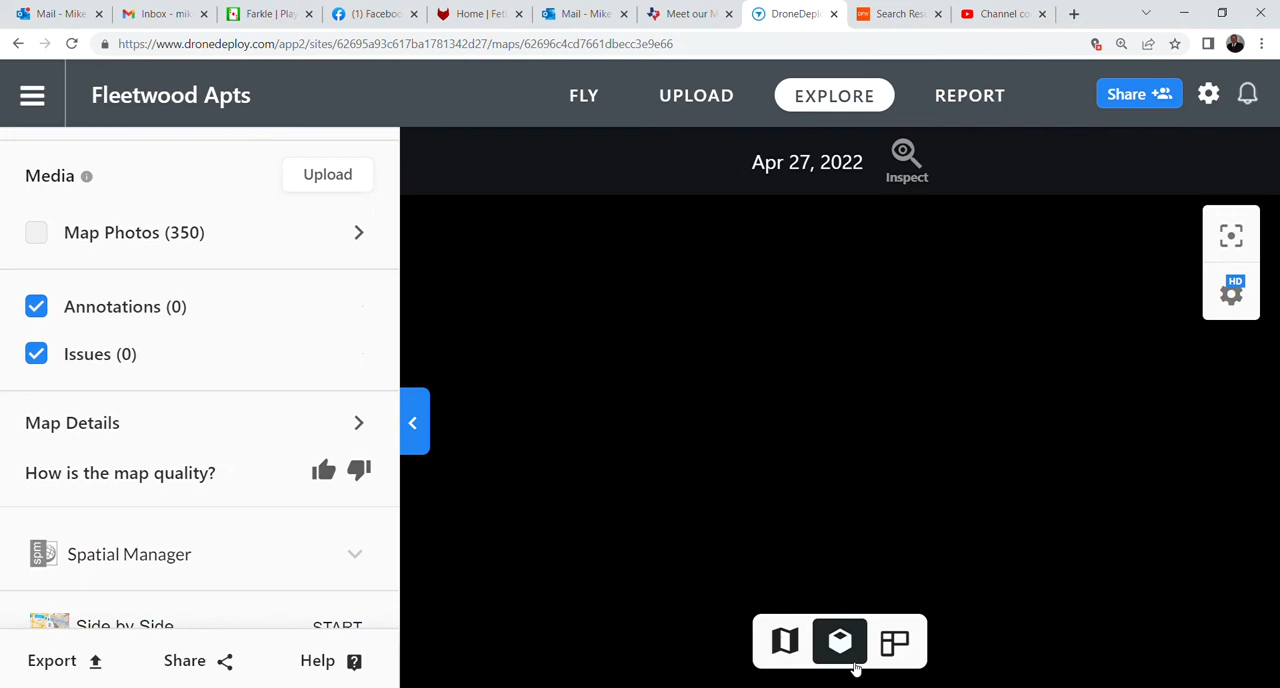 Mail - Mike
Inbox - mik
Farkle | Play
(1) Faceboo
Home | Fetl
Mail - Mike
Meet our M
DroneDeplo
Search Resu
Channel co
https://www.dronedeploy.com/app2/sites/62695a93c617ba1781342d27/maps/62696c4cd7661dbecc3e9e66
Fleetwood Apts
FLY
UPLOAD
EXPLORE
REPORT
Share
Apr 27, 2022
Inspect
Media
Upload
Map Photos (350)
HD
Annotations (0)
Issues (0)
Map Details
How is the map quality?
spm
Spatial Manager
Side by Side
START
Export
Share
Help